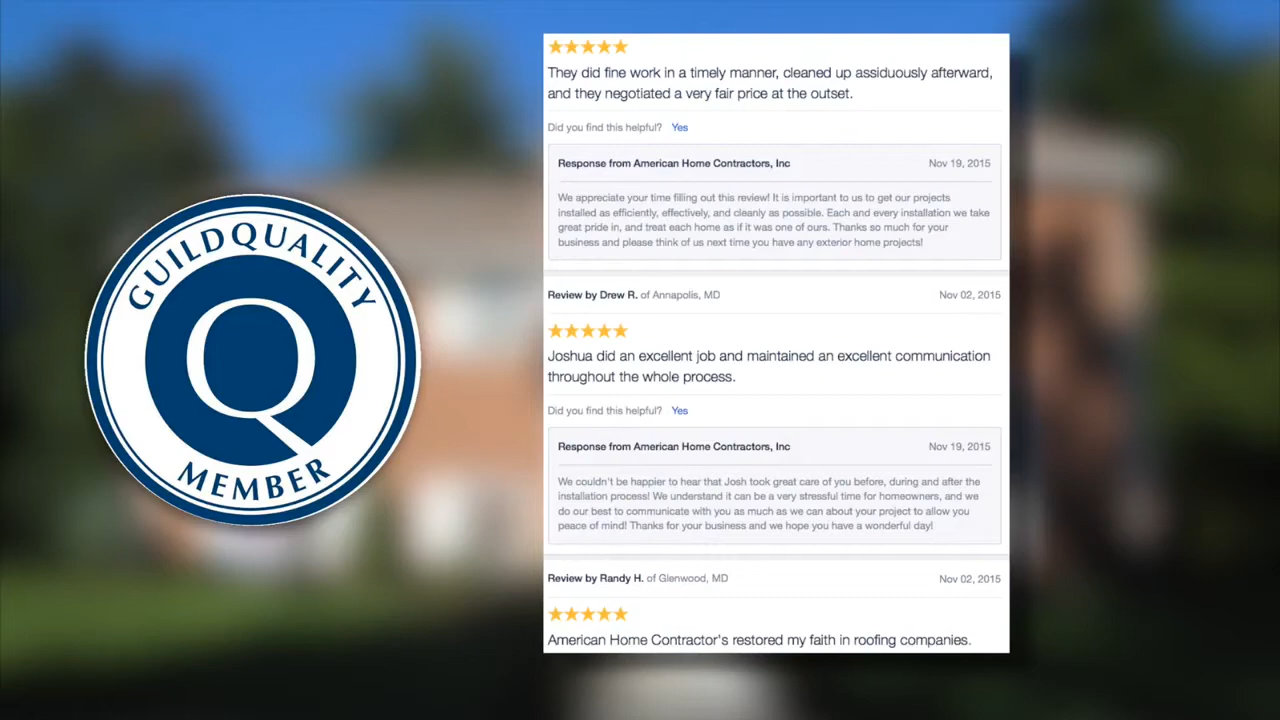 GUILDQUALITY
Q
MEMBER
They did fine work in a timely manner, cleaned up assiduously afterward,
and they negotiated a very fair price at the outset.
Did you find this helpful? Yes
Response from American Home Contractors, Inc Nov 19, 2015
We appreciate your time filling out this review! It is important to us to get our projects
installed as efficiently, effectively, and cleanly as possible. Each and every installation we take
great pride in, and treat each home as if it was one of ours. Thanks so much for your
business and please think of us next time you have any exterior home projects!
Review by Drew R. of Annapolis, MD Nov 02, 2015
Joshua did an excellent job and maintained an excellent communication
throughout the whole process.
Did you find this helpful? Yes
Response from American Home Contractors, Inc Nov 19, 2015
We couldn't be happier to hear that Josh took great care of you before, during and after the
installation process! We understand it can be a very stressful time for homeowners, and we
do our best to communicate with you as much as we can about your project to allow you
peace of mind! Thanks for your business and we hope you have a wonderful day!
Review by Randy H. of Glenwood, MD Nov 02, 2015
American Home Contractor's restored my faith in roofing companies.